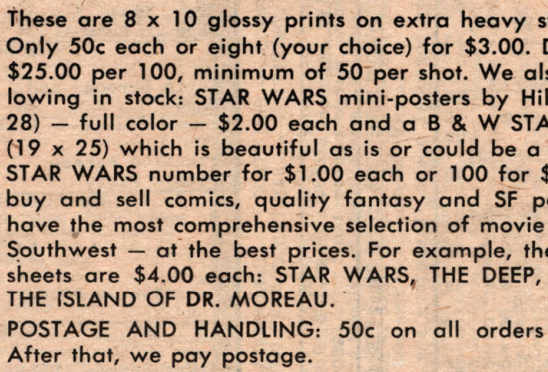 These are 8 x 10 glossy prints on extra heavy s
Only 50c each or eight (your choice) for $3.00. D
$25.00 per 100, minimum of 50 per shot. We als
lowing in stock: STAR WARS mini-posters by Hil
28) — full color — $2.00 each and a B & W STA
(19 x 25) which is beautiful as is or could be a
STAR WARS number for $1.00 each or 100 for $
buy and sell comics, quality fantasy and SF po
have the most comprehensive selection of movie
Southwest — at the best prices. For example, the
sheets are $4.00 each: STAR WARS, THE DEEP,
THE ISLAND OF DR. MOREAU.
POSTAGE AND HANDLING: 50c on all orders
After that, we pay postage.